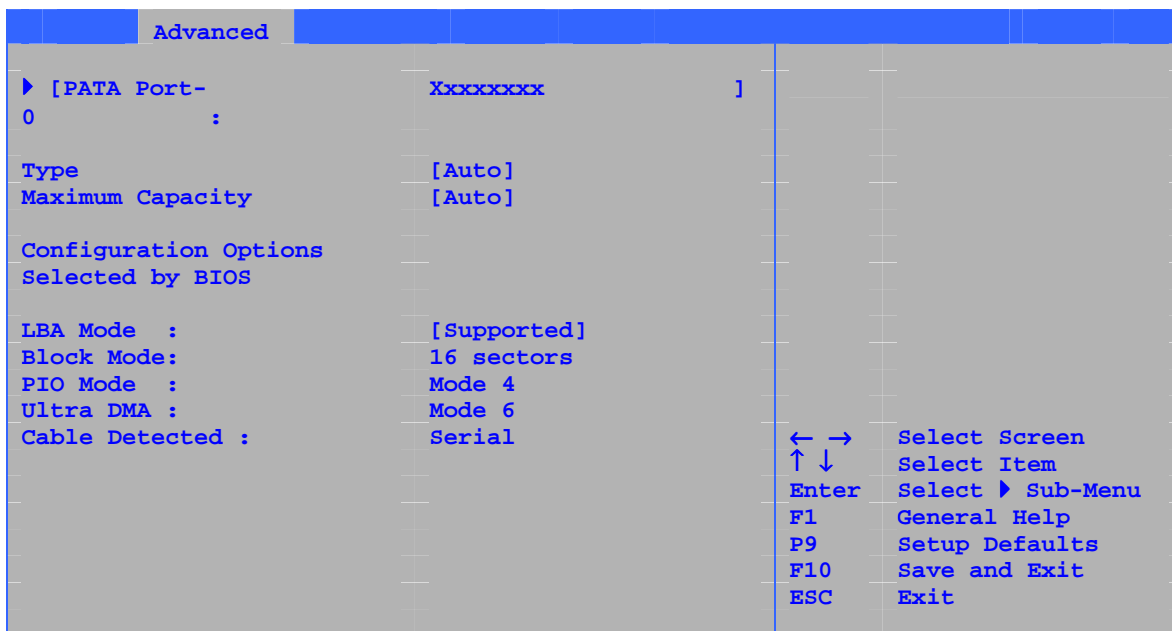 Advanced
[PATA Port- Xxxxxxxx ]
0 :
Type [Auto]
Maximum Capacity [Auto]
Configuration Options
Selected by BIOS
LBA Mode : [Supported]
Block Mode: 16 sectors
PIO Mode : Mode 4
Ultra DMA : Mode 6
Cable Detected : Serial
← → Select Screen
↑ ↓ Select Item
Enter Select ▶ Sub-Menu
F1 General Help
P9 Setup Defaults
F10 Save and Exit
ESC Exit